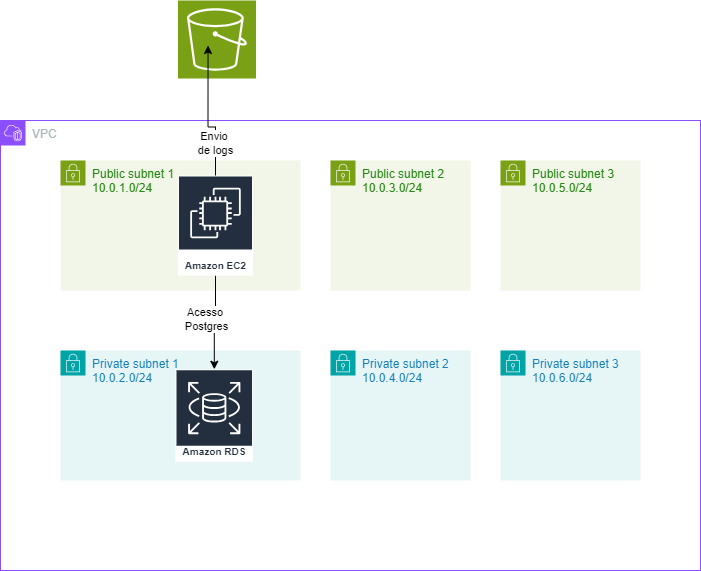 Envio
de logs
VPC
Public subnet 1
10.0.1.0/24
Public subnet 2
10.0.3.0/24
Public subnet 3
10.0.5.0/24
Amazon EC2
Acesso
Postgres
Private subnet 1
10.0.2.0/24
Private subnet 2
10.0.4.0/24
Private subnet 3
10.0.6.0/24
Amazon RDS